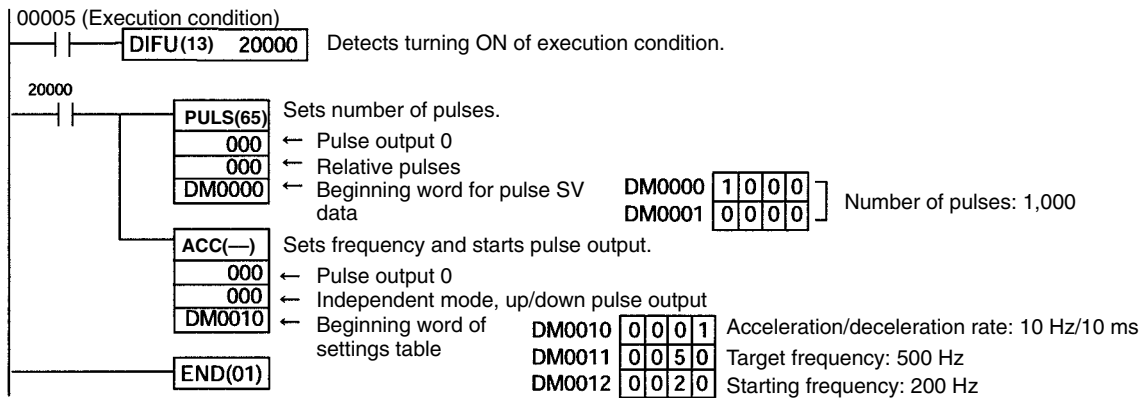 00005 (Execution condition)
DIFU(13) 20000 Detects turning ON of execution condition.
20000
PULS(65) Sets number of pulses.
000 ← Pulse output 0
000 ← Relative pulses
DM0000 ← Beginning word for pulse SV data
DM0000 1 0 0 0
DM0001 0 0 0 0
Number of pulses: 1,000
ACC(—) Sets frequency and starts pulse output.
000 ← Pulse output 0
000 ← Independent mode, up/down pulse output
DM0010 ← Beginning word of settings table
DM0010 0 0 0 1 Acceleration/deceleration rate: 10 Hz/10 ms
DM0011 0 0 5 0 Target frequency: 500 Hz
DM0012 0 0 2 0 Starting frequency: 200 Hz
END(01)